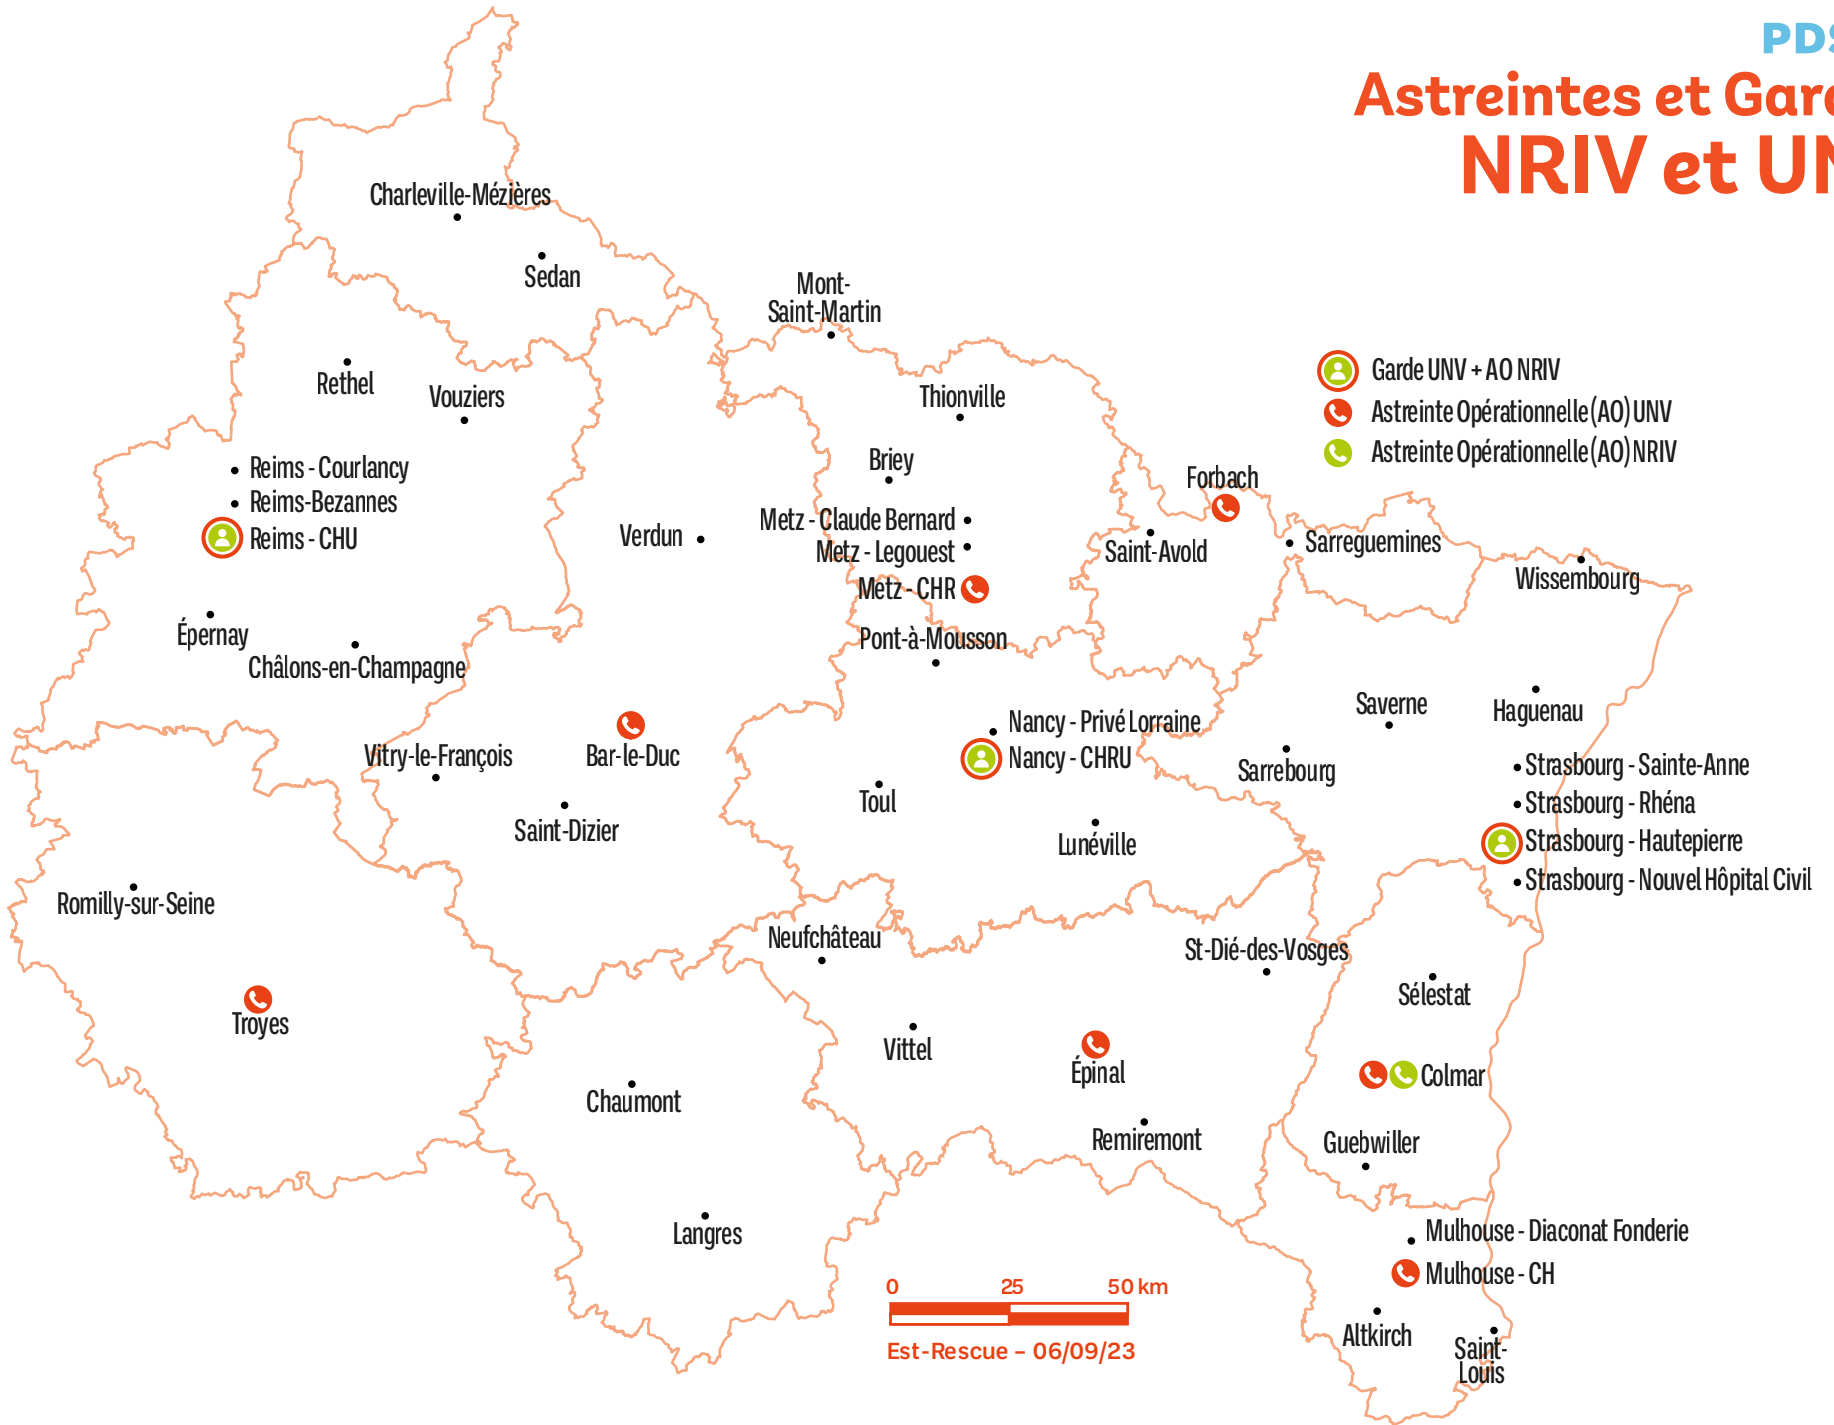 PDS
Astreintes et Gard
NRIV et UN
Charleville-Mézières
Sedan
Mont-
Saint-Martin
Rethel
Vouziers
Thionville
Garde UNV + AO NRIV
Astreinte Opérationnelle (AO) UNV
Astreinte Opérationnelle (AO) NRIV
Reims - Courlancy
Reims-Bezannes
Reims - CHU
Briey
Forbach
Verdun
Metz - Claude Bernard
Metz - Legouest
Metz - CHR
Saint-Avold
Sarreguemines
Wissembourg
Épernay
Châlons-en-Champagne
Pont-à-Mousson
Saverne
Haguenau
Vitry-le-François
Bar-le-Duc
Nancy - Privé Lorraine
Nancy - CHRU
Sarrebourg
Strasbourg - Sainte-Anne
Strasbourg - Rhéna
Strasbourg - Hautepierre
Strasbourg - Nouvel Hôpital Civil
Saint-Dizier
Toul
Lunéville
Romilly-sur-Seine
Neufchâteau
St-Dié-des-Vosges
Sélestat
Troyes
Vittel
Épinal
Colmar
Chaumont
Remiremont
Guebwiller
Langres
Mulhouse - Diaconat Fonderie
Mulhouse - CH
Altkirch
Saint-
Louis
0 25 50 km
Est-Rescue – 06/09/23